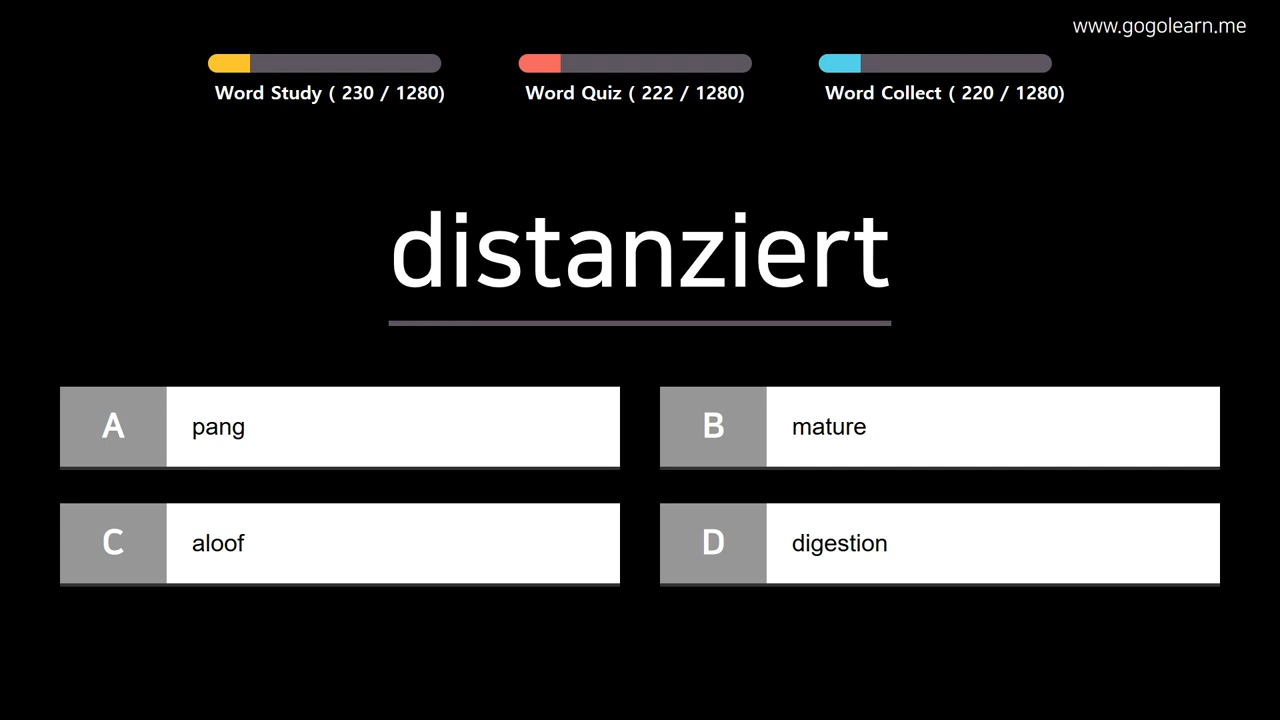 www.gogolearn.me
Word Study ( 230 / 1280)
Word Quiz ( 222 / 1280)
Word Collect ( 220 / 1280)
distanziert
A pang
B mature
C aloof
D digestion